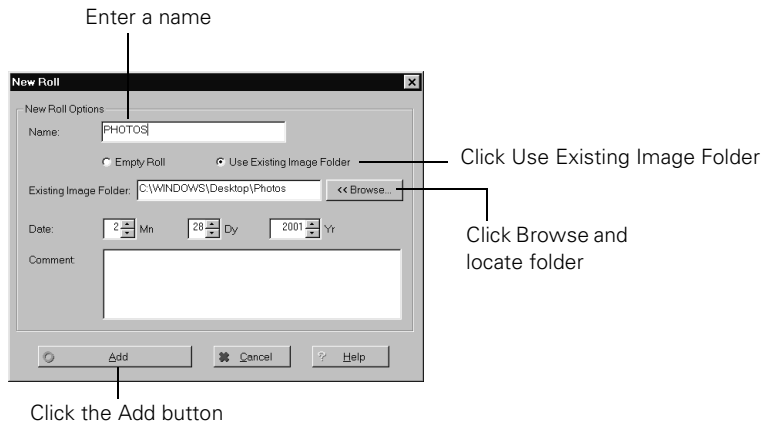 Enter a name
New Roll
New Roll Options
Name: PHOTOS
Empty Roll Use Existing Image Folder
Click Use Existing Image Folder
Existing Image Folder: C:\WINDOWS\Desktop\Photos << Browse...
Click Browse and
locate folder
Date: 2 Mn 28 Dy 2001 Yr
Comment:
Add Cancel ? Help
Click the Add button